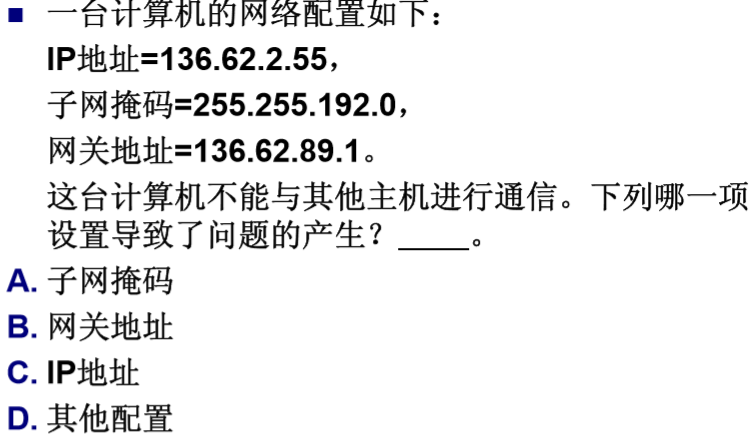 ■ 一台计算机的网络配置如下：
IP地址=136.62.2.55，
子网掩码=255.255.192.0，
网关地址=136.62.89.1。
这台计算机不能与其他主机进行通信。下列哪一项
设置导致了问题的产生？____。
A. 子网掩码
B. 网关地址
C. IP地址
D. 其他配置